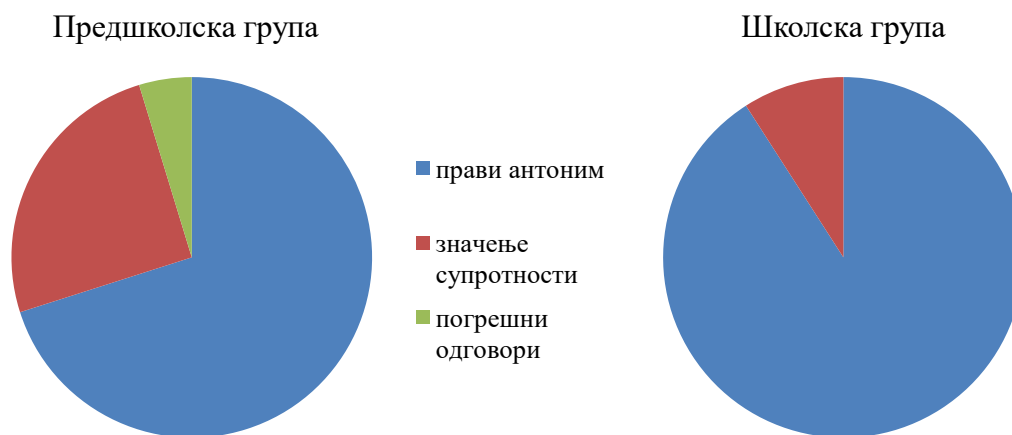 Предшколска група
Школска група
прави антоним
значење
супротности
погрешни
одговори